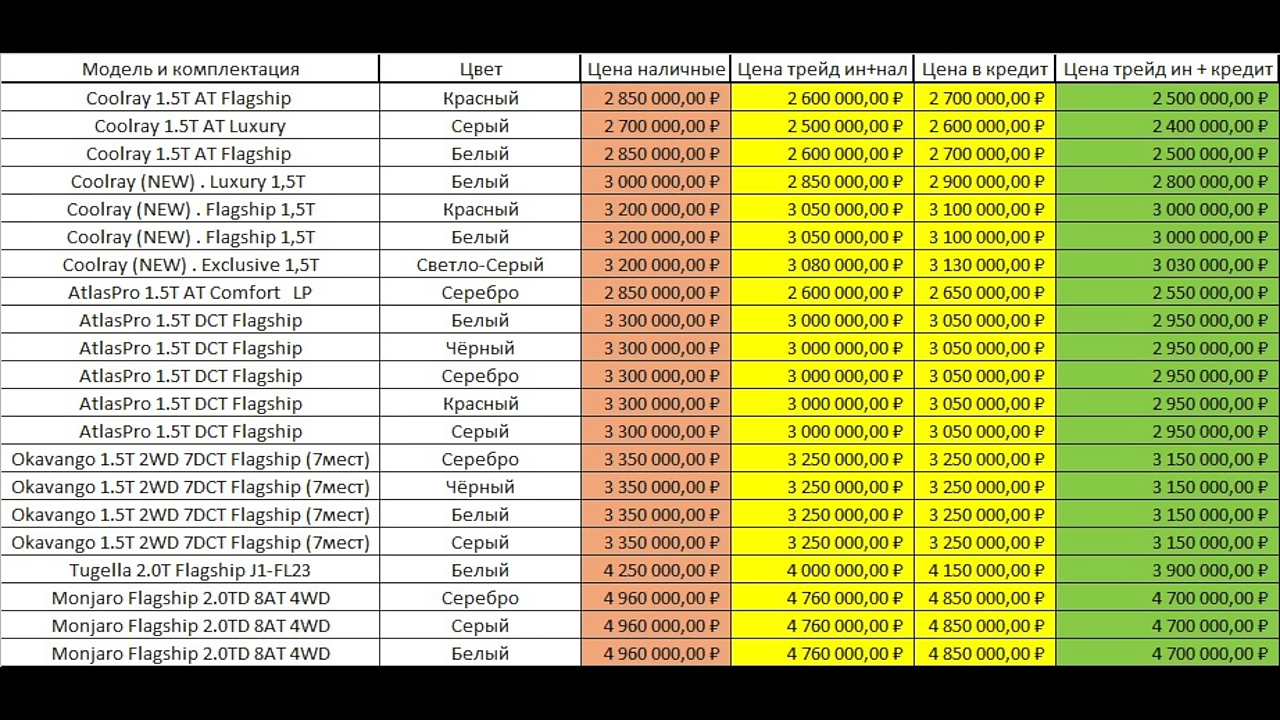 Модель и комплектация Цвет Цена наличные Цена трейд ин+нал Цена в кредит Цена трейд ин + кредит
Coolray 1.5T AT Flagship Красный 2 850 000,00 ₽ 2 600 000,00 ₽ 2 700 000,00 ₽ 2 500 000,00 ₽
Coolray 1.5T AT Luxury Серый 2 700 000,00 ₽ 2 500 000,00 ₽ 2 600 000,00 ₽ 2 400 000,00 ₽
Coolray 1.5T AT Flagship Белый 2 850 000,00 ₽ 2 600 000,00 ₽ 2 700 000,00 ₽ 2 500 000,00 ₽
Coolray (NEW) . Luxury 1,5T Белый 3 000 000,00 ₽ 2 850 000,00 ₽ 2 900 000,00 ₽ 2 800 000,00 ₽
Coolray (NEW) . Flagship 1,5T Красный 3 200 000,00 ₽ 3 050 000,00 ₽ 3 100 000,00 ₽ 3 000 000,00 ₽
Coolray (NEW) . Flagship 1,5T Белый 3 200 000,00 ₽ 3 050 000,00 ₽ 3 100 000,00 ₽ 3 000 000,00 ₽
Coolray (NEW) . Exclusive 1,5T Светло-Серый 3 200 000,00 ₽ 3 080 000,00 ₽ 3 130 000,00 ₽ 3 030 000,00 ₽
AtlasPro 1.5T AT Comfort LP Серебро 2 850 000,00 ₽ 2 600 000,00 ₽ 2 650 000,00 ₽ 2 550 000,00 ₽
AtlasPro 1.5T DCT Flagship Белый 3 300 000,00 ₽ 3 000 000,00 ₽ 3 050 000,00 ₽ 2 950 000,00 ₽
AtlasPro 1.5T DCT Flagship Чёрный 3 300 000,00 ₽ 3 000 000,00 ₽ 3 050 000,00 ₽ 2 950 000,00 ₽
AtlasPro 1.5T DCT Flagship Серебро 3 300 000,00 ₽ 3 000 000,00 ₽ 3 050 000,00 ₽ 2 950 000,00 ₽
AtlasPro 1.5T DCT Flagship Красный 3 300 000,00 ₽ 3 000 000,00 ₽ 3 050 000,00 ₽ 2 950 000,00 ₽
AtlasPro 1.5T DCT Flagship Серый 3 300 000,00 ₽ 3 000 000,00 ₽ 3 050 000,00 ₽ 2 950 000,00 ₽
Okavango 1.5T 2WD 7DCT Flagship (7мест) Серебро 3 350 000,00 ₽ 3 250 000,00 ₽ 3 250 000,00 ₽ 3 150 000,00 ₽
Okavango 1.5T 2WD 7DCT Flagship (7мест) Чёрный 3 350 000,00 ₽ 3 250 000,00 ₽ 3 250 000,00 ₽ 3 150 000,00 ₽
Okavango 1.5T 2WD 7DCT Flagship (7мест) Белый 3 350 000,00 ₽ 3 250 000,00 ₽ 3 250 000,00 ₽ 3 150 000,00 ₽
Okavango 1.5T 2WD 7DCT Flagship (7мест) Серый 3 350 000,00 ₽ 3 250 000,00 ₽ 3 250 000,00 ₽ 3 150 000,00 ₽
Tugella 2.0T Flagship J1-FL23 Белый 4 250 000,00 ₽ 4 000 000,00 ₽ 4 150 000,00 ₽ 3 900 000,00 ₽
Monjaro Flagship 2.0TD 8AT 4WD Серебро 4 960 000,00 ₽ 4 760 000,00 ₽ 4 850 000,00 ₽ 4 700 000,00 ₽
Monjaro Flagship 2.0TD 8AT 4WD Серый 4 960 000,00 ₽ 4 760 000,00 ₽ 4 850 000,00 ₽ 4 700 000,00 ₽
Monjaro Flagship 2.0TD 8AT 4WD Белый 4 960 000,00 ₽ 4 760 000,00 ₽ 4 850 000,00 ₽ 4 700 000,00 ₽